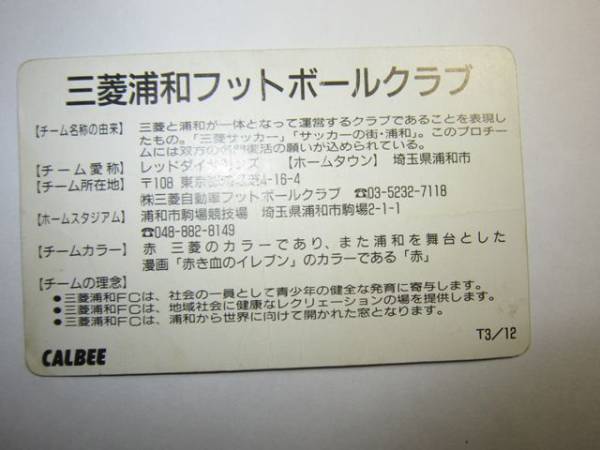 三菱浦和フットボールクラブ
【チーム名称の由来】 三菱と浦和が一体となって運営するクラブであることを表現し
たもの。「三菱サッカー」「サッカーの街・浦和」。このプロチー
ムには双方の名門復活の願いが込められている。
【チーム愛称】 レッドダイヤモンズ 【ホームタウン】 埼玉県浦和市
【チーム所在地】 〒108 東京都港区芝4-16-4
㈱三菱自動車フットボールクラブ ☎03-5232-7118
【ホームスタジアム】 浦和市駒場競技場 埼玉県浦和市駒場2-1-1
☎048-882-8149
【チームカラー】 赤 三菱のカラーであり、また浦和を舞台とした
漫画「赤き血のイレブン」のカラーである「赤」
【チームの理念】
●三菱浦和FCは、社会の一員として青少年の健全な発育に寄与します。
●三菱浦和FCは、地域社会に健康なレクリェーションの場を提供します。
●三菱浦和FCは、浦和から世界に向けて開かれた窓となります。
CALBEE
T3/12